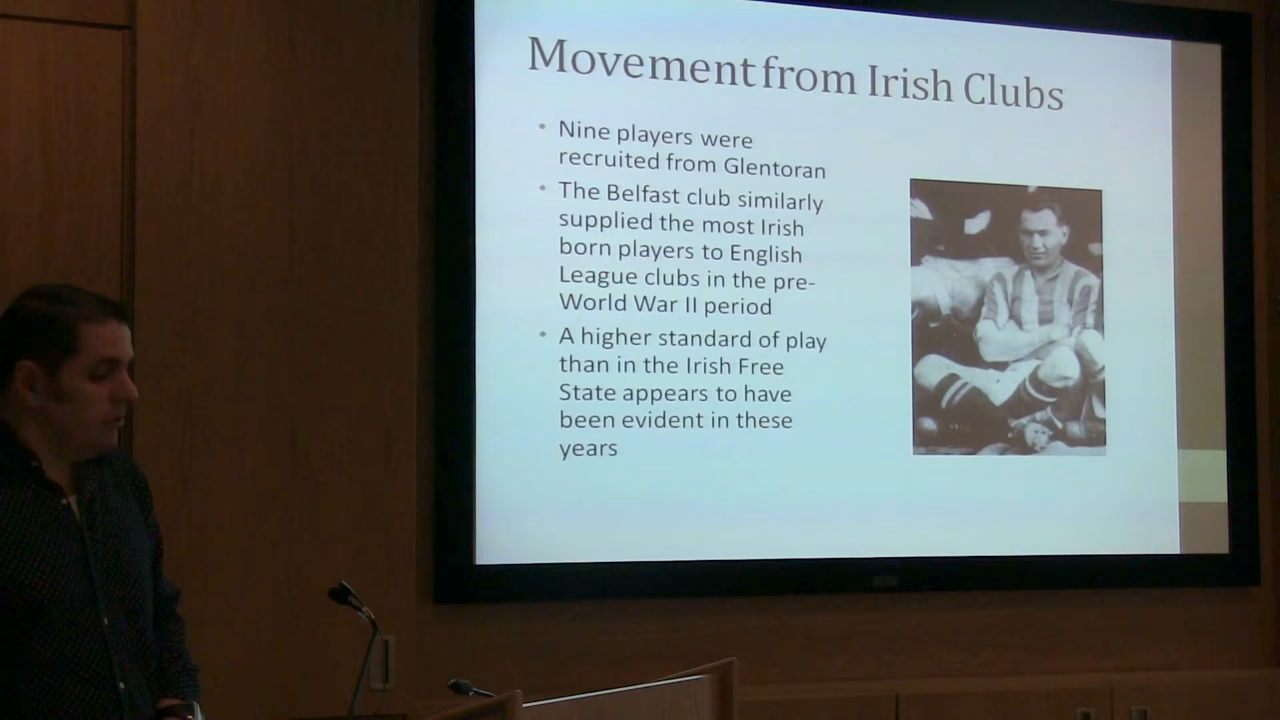 Movement from Irish Clubs
Nine players were
recruited from Glentoran
The Belfast club similarly
supplied the most Irish
born players to English
League clubs in the pre-
World War II period
A higher standard of play
than in the Irish Free
State appears to have
been evident in these
years